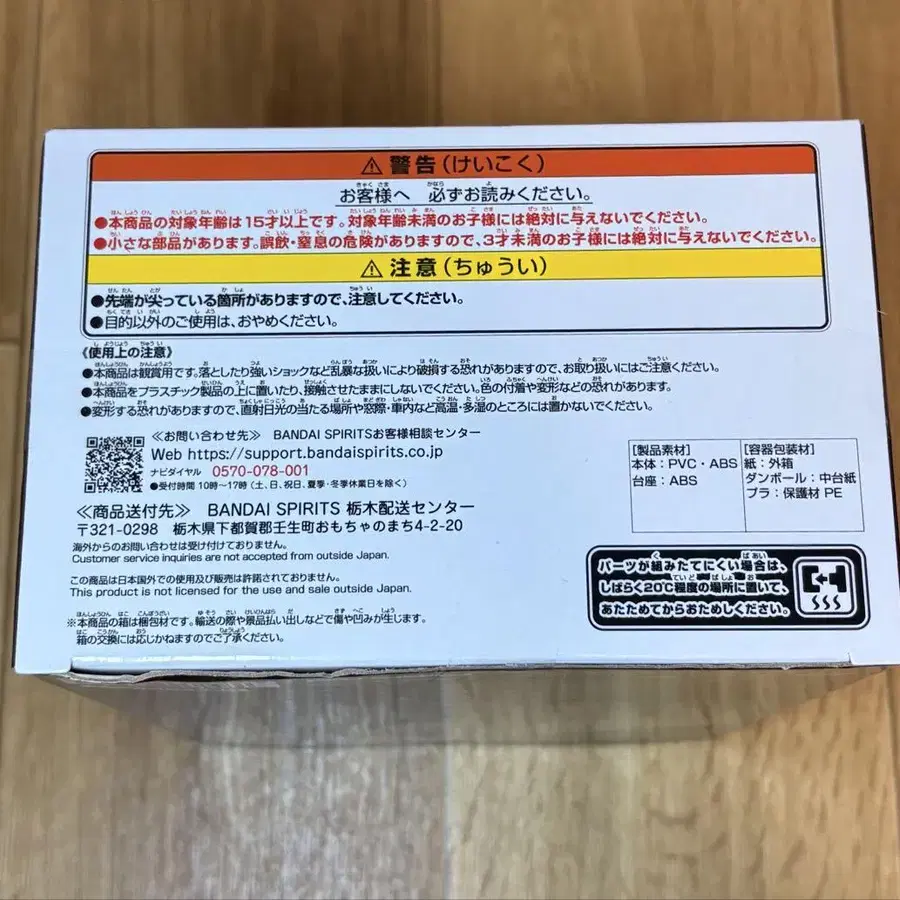 ⚠ 警告(けいこく)
お客様へ 必ずお読みください。
●本商品の対象年齢は15才以上です。対象年齢未満のお子様には絶対に与えないでください。
●小さな部品があります。誤飲・窒息の危険がありますので、3才未満のお子様には絶対に与えないでください。
⚠ 注意(ちゅうい)
●先端が尖っている箇所がありますので、注意してください。
●目的以外のご使用は、おやめください。
《使用上の注意》
●本商品は観賞用です。落としたり強いショックなど乱暴な扱いにより破損する恐れがありますので、お取り扱いにはご注意ください。
●本商品をプラスチック製品の上に置いたり、接触させたままにしないでください。色の付着や変形などの恐れがあります。
●変形する恐れがありますので、直射日光の当たる場所や窓際・車内など高温・多湿のところには置かないでください。
≪お問い合わせ先≫ BANDAI SPIRITSお客様相談センター
Web https://support.bandaispirits.co.jp
ナビダイヤル 0570-078-001
●受付時間 10時~17時(土、日、祝日、夏季・冬季休業日を除く)
≪商品送付先≫ BANDAI SPIRITS 栃木配送センター
〒321-0298 栃木県下都賀郡壬生町おもちゃのまち4-2-20
海外からのお問い合わせは受け付けておりません。
Customer service inquiries are not accepted from outside Japan.
この商品は日本国外での使用及び販売は許諾されておりません。
This product is not licensed for the use and sale outside Japan.
※本商品の箱は梱包材です。輸送の際や景品払い出しなどで傷や凹みが生じます。
箱の交換には応じかねますのでご了承ください。
[製品素材]
本体:PVC・ABS
台座:ABS
[容器包装材]
紙:外箱
ダンボール:中台紙
プラ:保護材 PE
パーツが組みたてにくい場合は、
しばらく20℃程度の場所に置いて、
あたためてからおためしください。